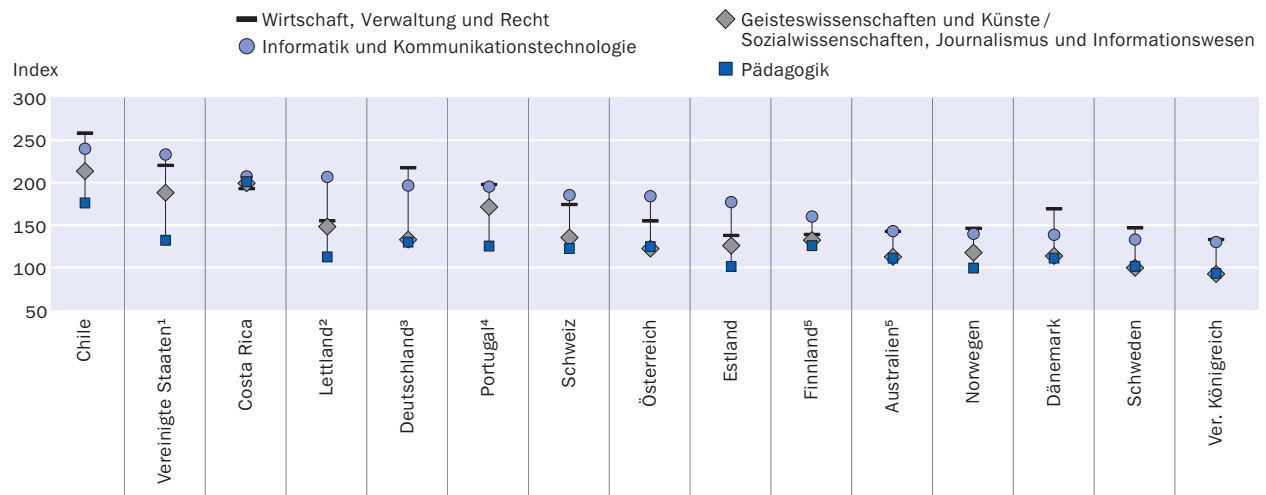 Wirtschaft, Verwaltung und Recht
Informatik und Kommunikationstechnologie
Geisteswissenschaften und Künste/
Sozialwissenschaften, Journalismus und Informationswesen
Pädagogik
Index
300
250
200
150
100
50
Chile
Vereinigte Staaten¹
Costa Rica
Lettland²
Deutschland³
Portugal⁴
Schweiz
Österreich
Estland
Finnland⁵
Australien⁵
Norwegen
Dänemark
Schweden
Ver. Königreich